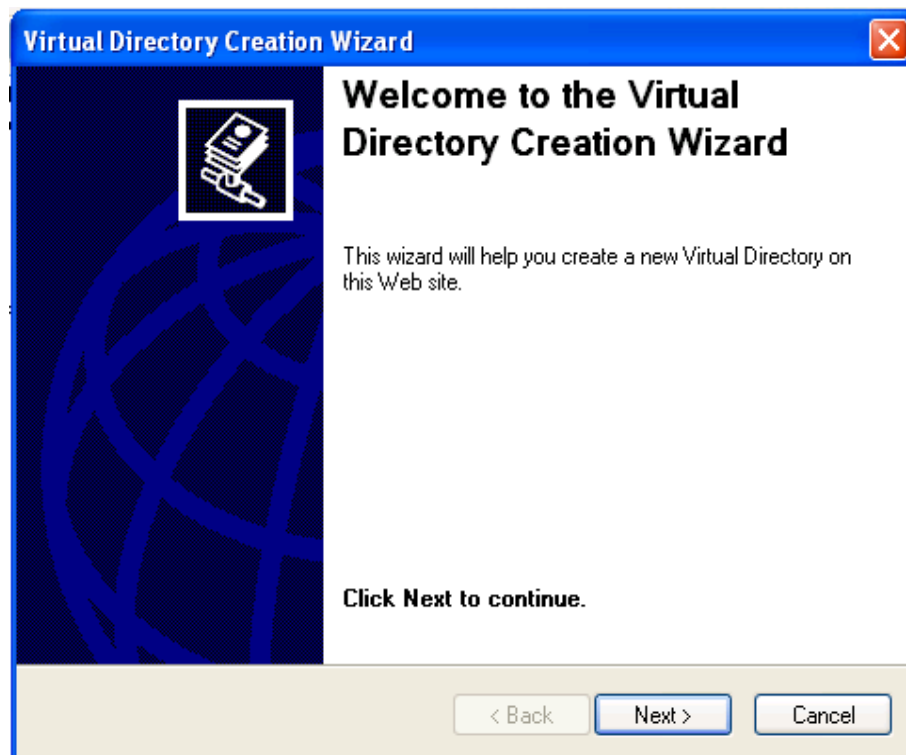 Virtual Directory Creation Wizard
Welcome to the Virtual
Directory Creation Wizard
This wizard will help you create a new Virtual Directory on
this Web site.
Click Next to continue.
< Back Next > Cancel